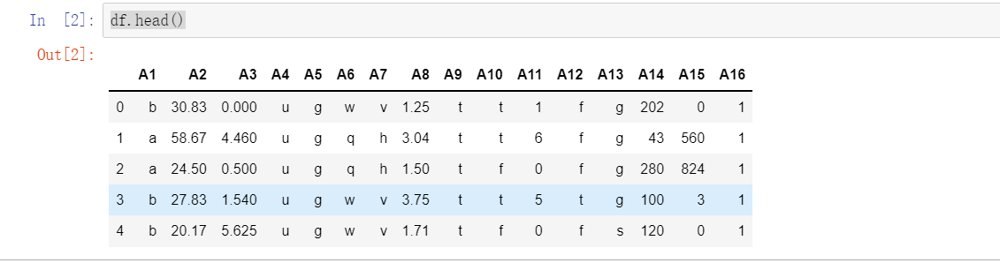 In [2]: df.head()
Out[2]:
A1 A2 A3 A4 A5 A6 A7 A8 A9 A10 A11 A12 A13 A14 A15 A16
0 b 30.83 0.000 u g w v 1.25 t t 1 f g 202 0 1
1 a 58.67 4.460 u g q h 3.04 t t 6 f g 43 560 1
2 a 24.50 0.500 u g q h 1.50 t f 0 f g 280 824 1
3 b 27.83 1.540 u g w v 3.75 t t 5 t g 100 3 1
4 b 20.17 5.625 u g w v 1.71 t f 0 f s 120 0 1